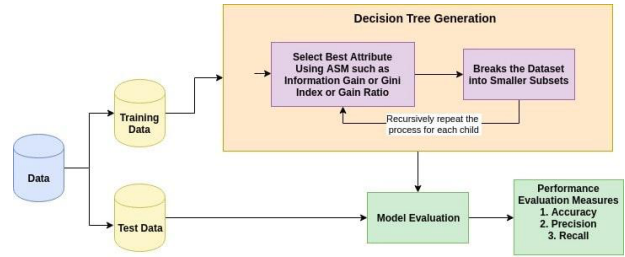 Decision Tree Generation
Select Best Attribute
Using ASM such as
Information Gain or Gini
Index or Gain Ratio
Breaks the Dataset
into Smaller Subsets
Recursively repeat the
process for each child
Training
Data
Data
Test Data
Model Evaluation
Performance
Evaluation Measures
1. Accuracy
2. Precision
3. Recall